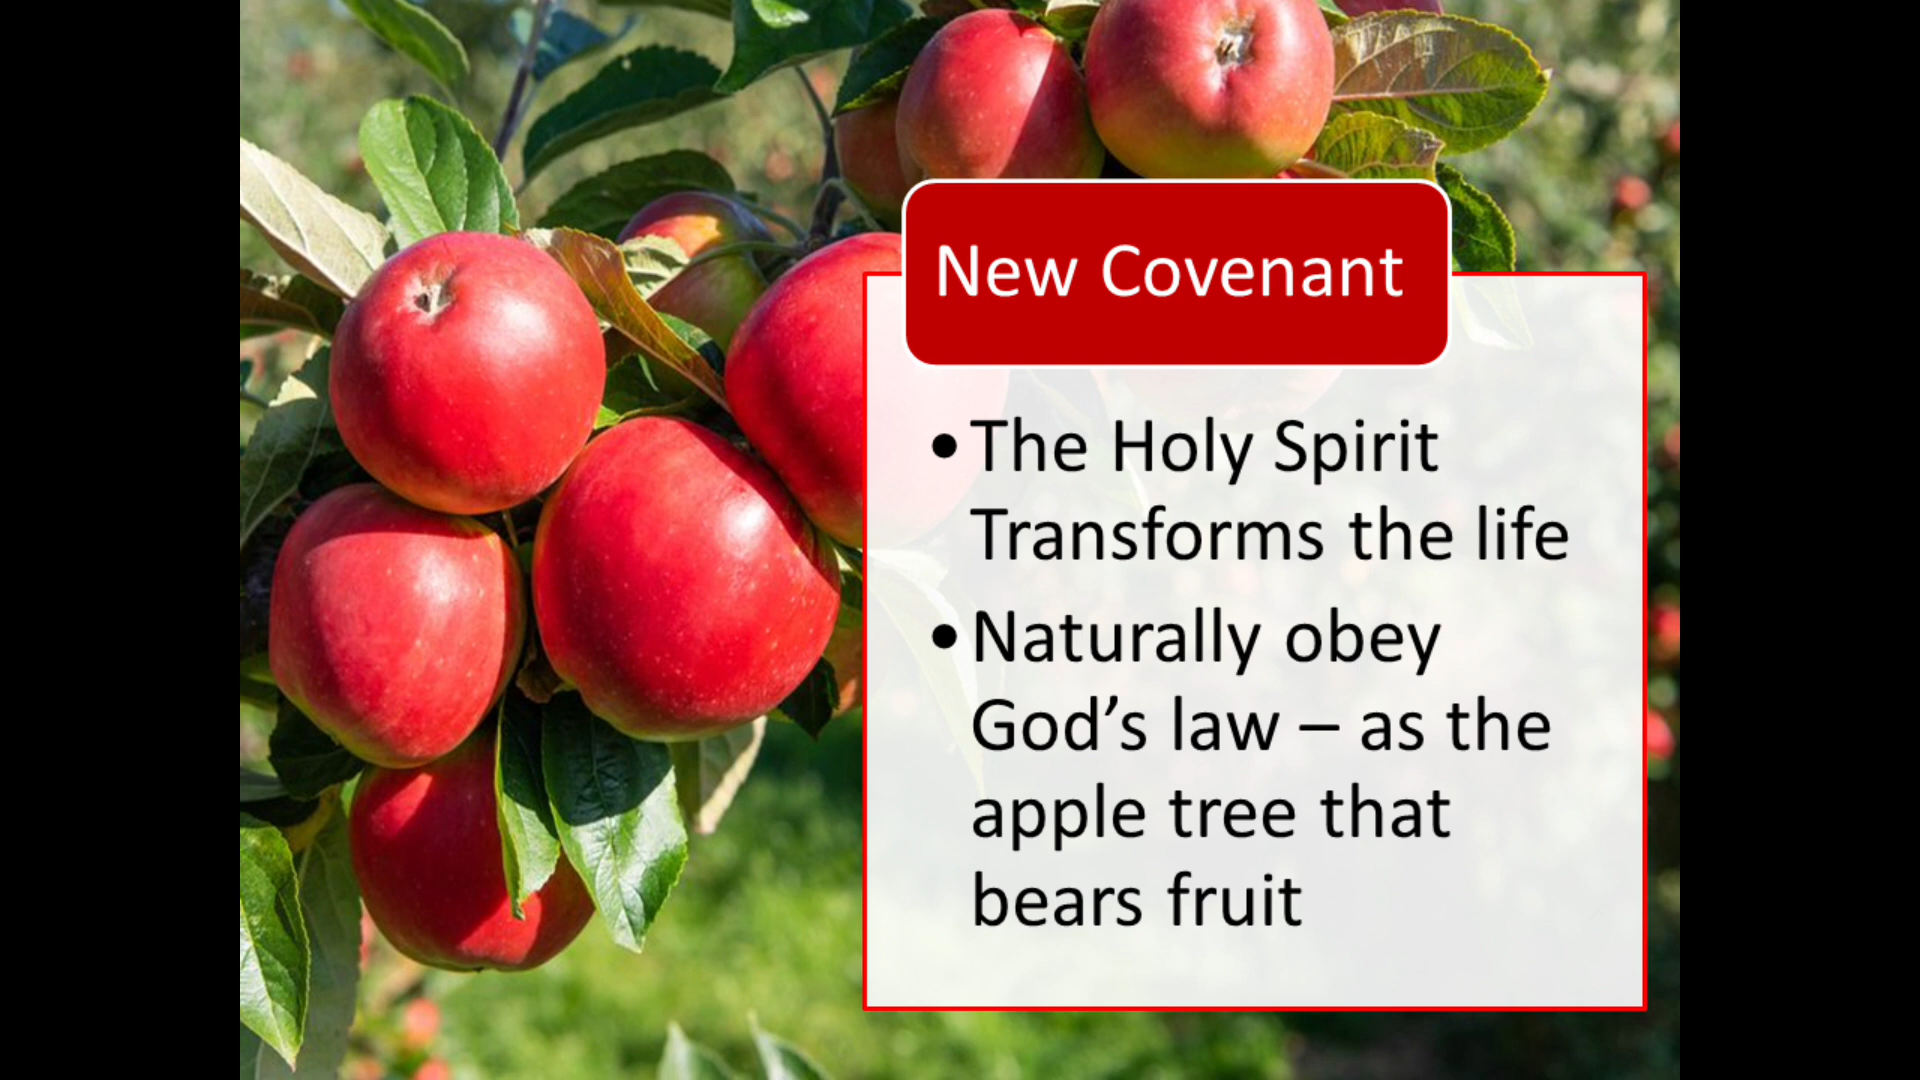 New Covenant
•The Holy Spirit
Transforms the life
•Naturally obey
God’s law – as the
apple tree that
bears fruit